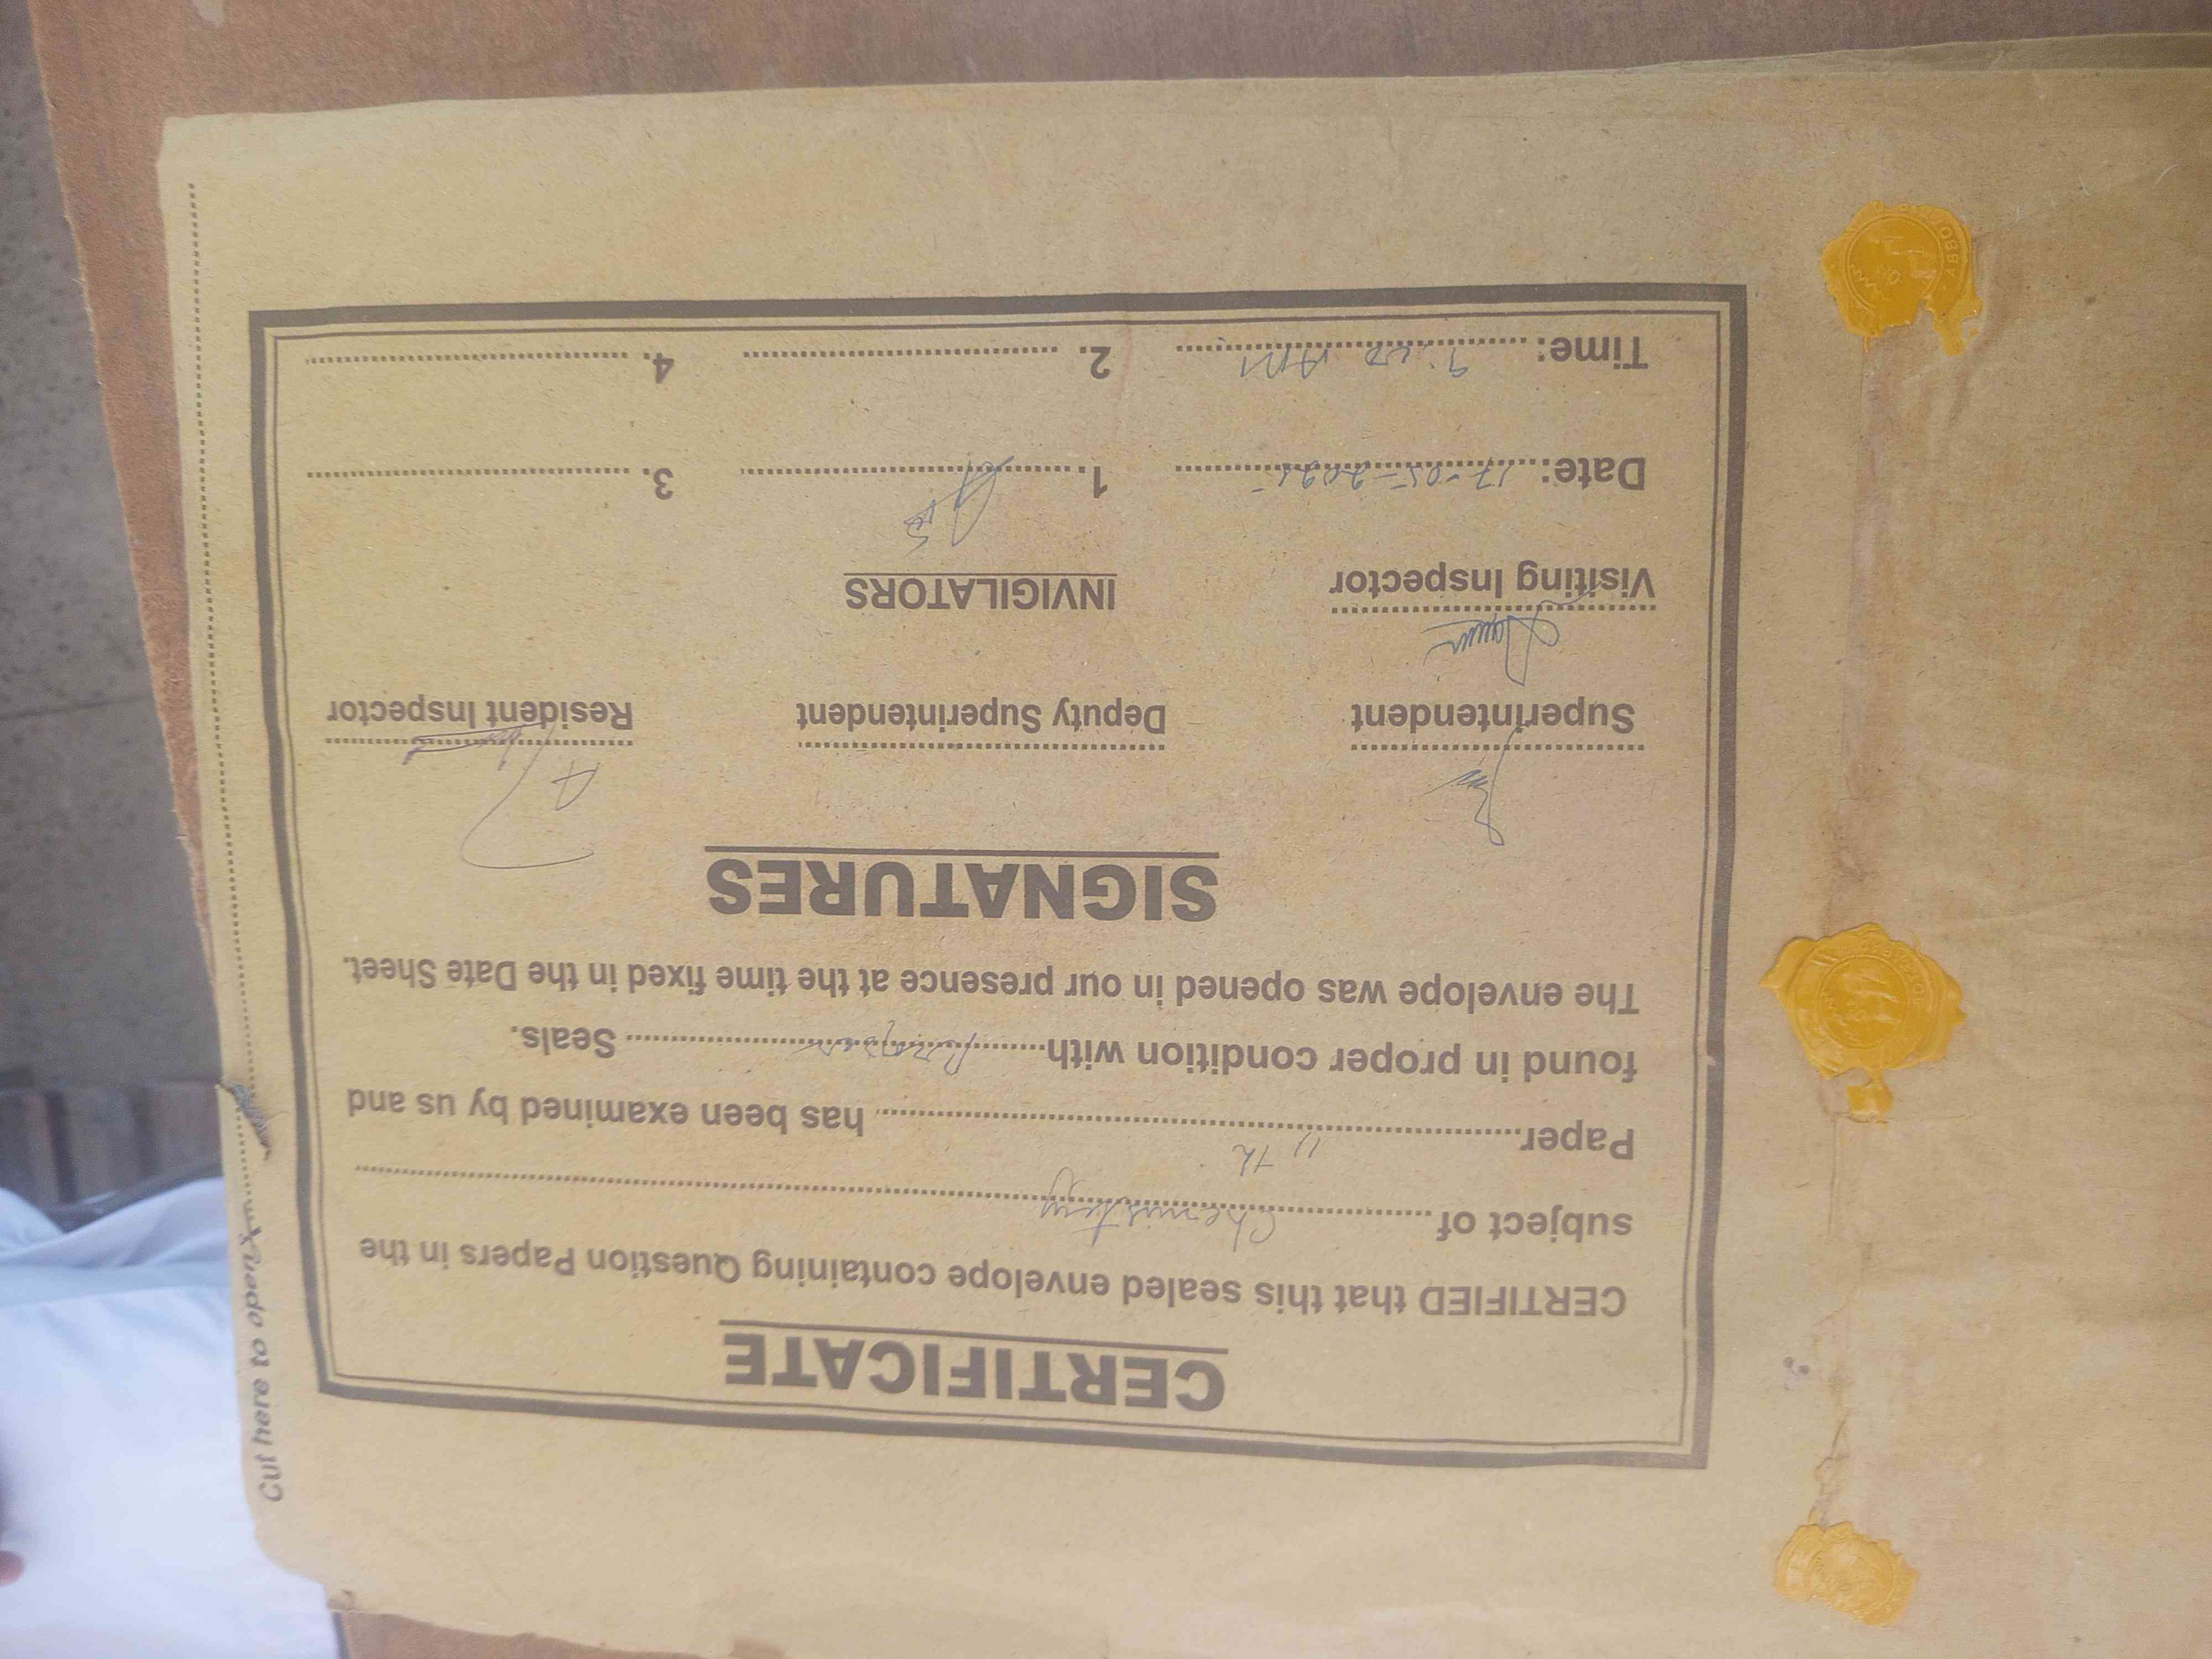 CERTIFICATE
CERTIFIED that this sealed envelope containing Question Papers in the
subject of Chemistry
Paper 11th has been examined by us and
found in proper condition with Seals.
The envelope was opened in our presence at the time fixed in the Date Sheet.
SIGNATURES
Superintendent Deputy Superintendent Resident Inspector
Visiting Inspector INVIGILATORS
Date: 17-05-2025 1. 3.
Time: AM 2. 4.
Cut here to open